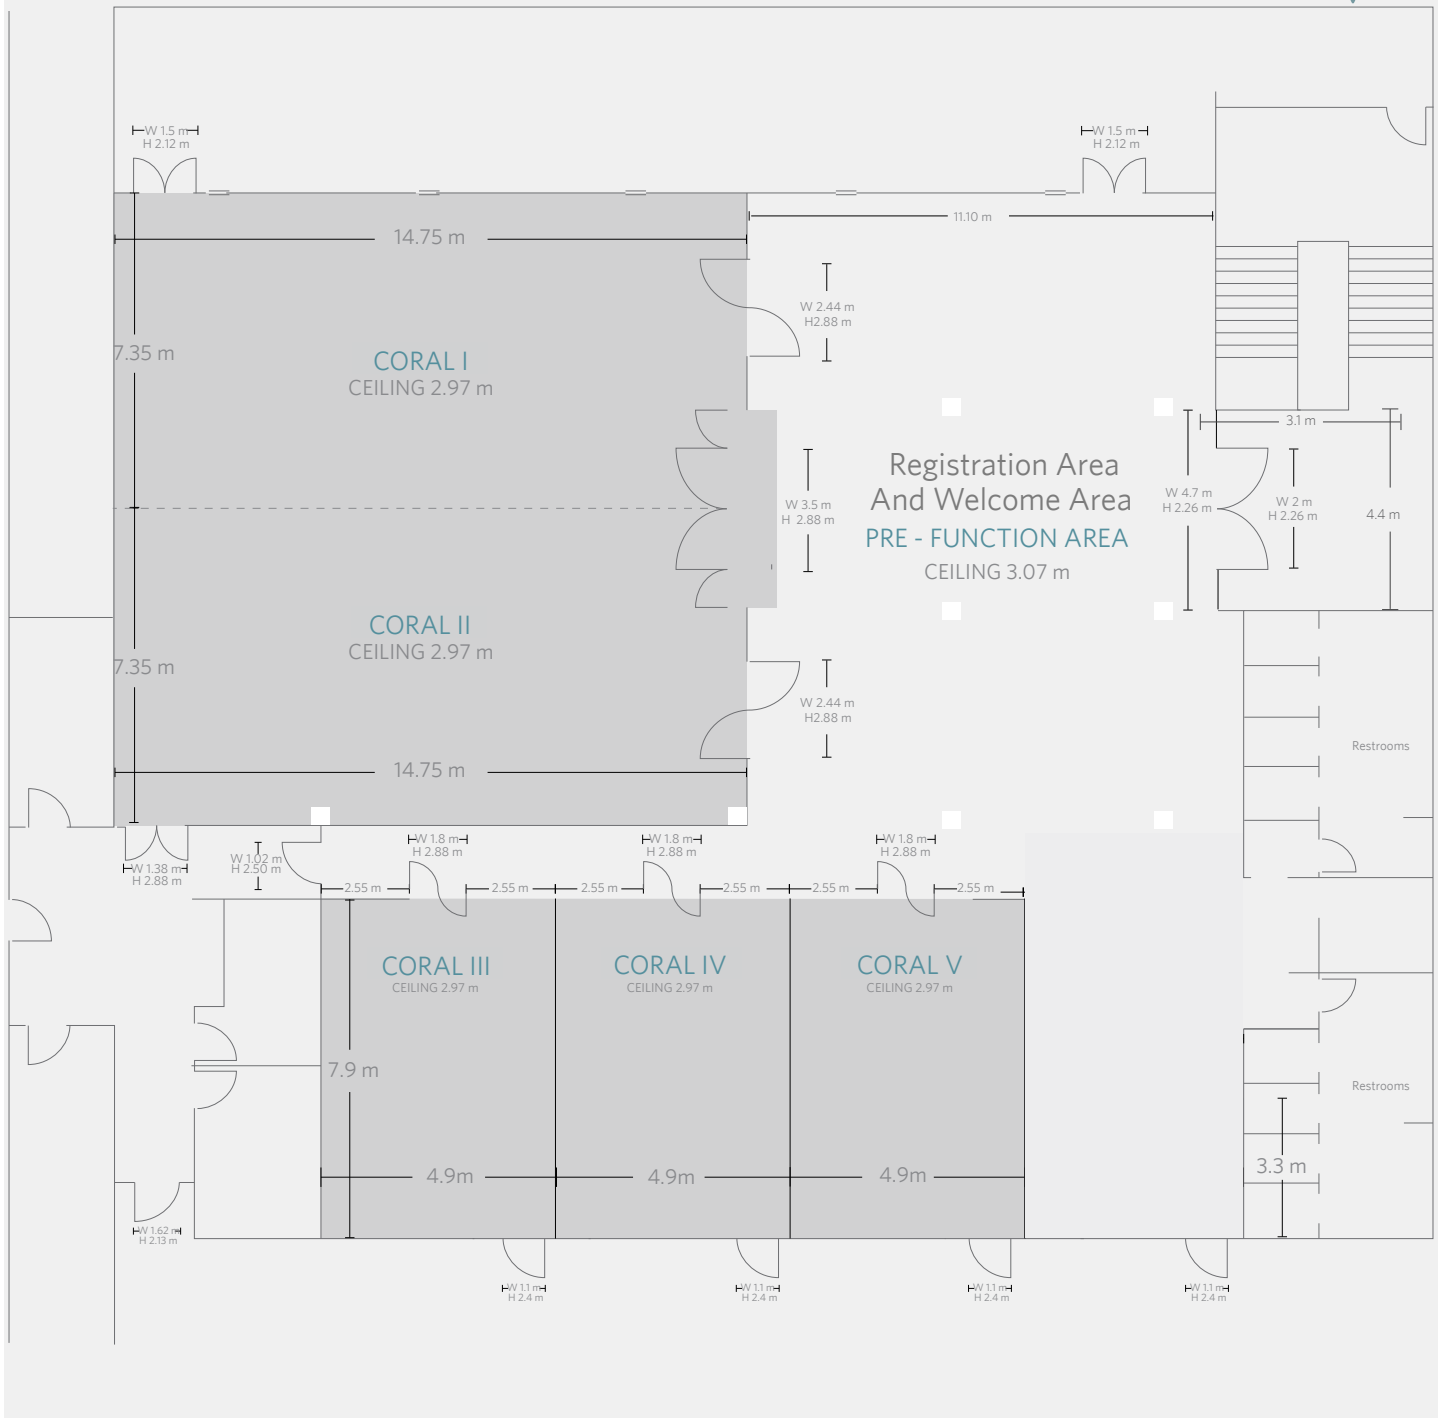 W 1.5 m
H 2.12 m
W 1.5 m
H 2.12 m
11.10 m
14.75 m
W 2.44 m
H2.88 m
7.35 m
CORAL I
CEILING 2.97 m
3.1 m
Registration Area
And Welcome Area
PRE - FUNCTION AREA
CEILING 3.07 m
W 3.5 m
H 2.88 m
W 4.7 m
H 2.26 m
W 2 m
H 2.26 m
4.4 m
CORAL II
CEILING 2.97 m
7.35 m
W 2.44 m
H2.88 m
Restrooms
14.75 m
W 1.38 m
H 2.88 m
W 1.02 m
H 2.50 m
W 1.8 m
H 2.88 m
W 1.8 m
H 2.88 m
W 1.8 m
H 2.88 m
2.55 m
2.55 m
2.55 m
2.55 m
2.55 m
2.55 m
CORAL III
CEILING 2.97 m
CORAL IV
CEILING 2.97 m
CORAL V
CEILING 2.97 m
7.9 m
Restrooms
4.9m
4.9m
4.9m
3.3 m
W 1.62 m
H 2.13 m
W 1.1 m
H 2.4 m
W 1.1 m
H 2.4 m
W 1.1 m
H 2.4 m
W 1.1 m
H 2.4 m